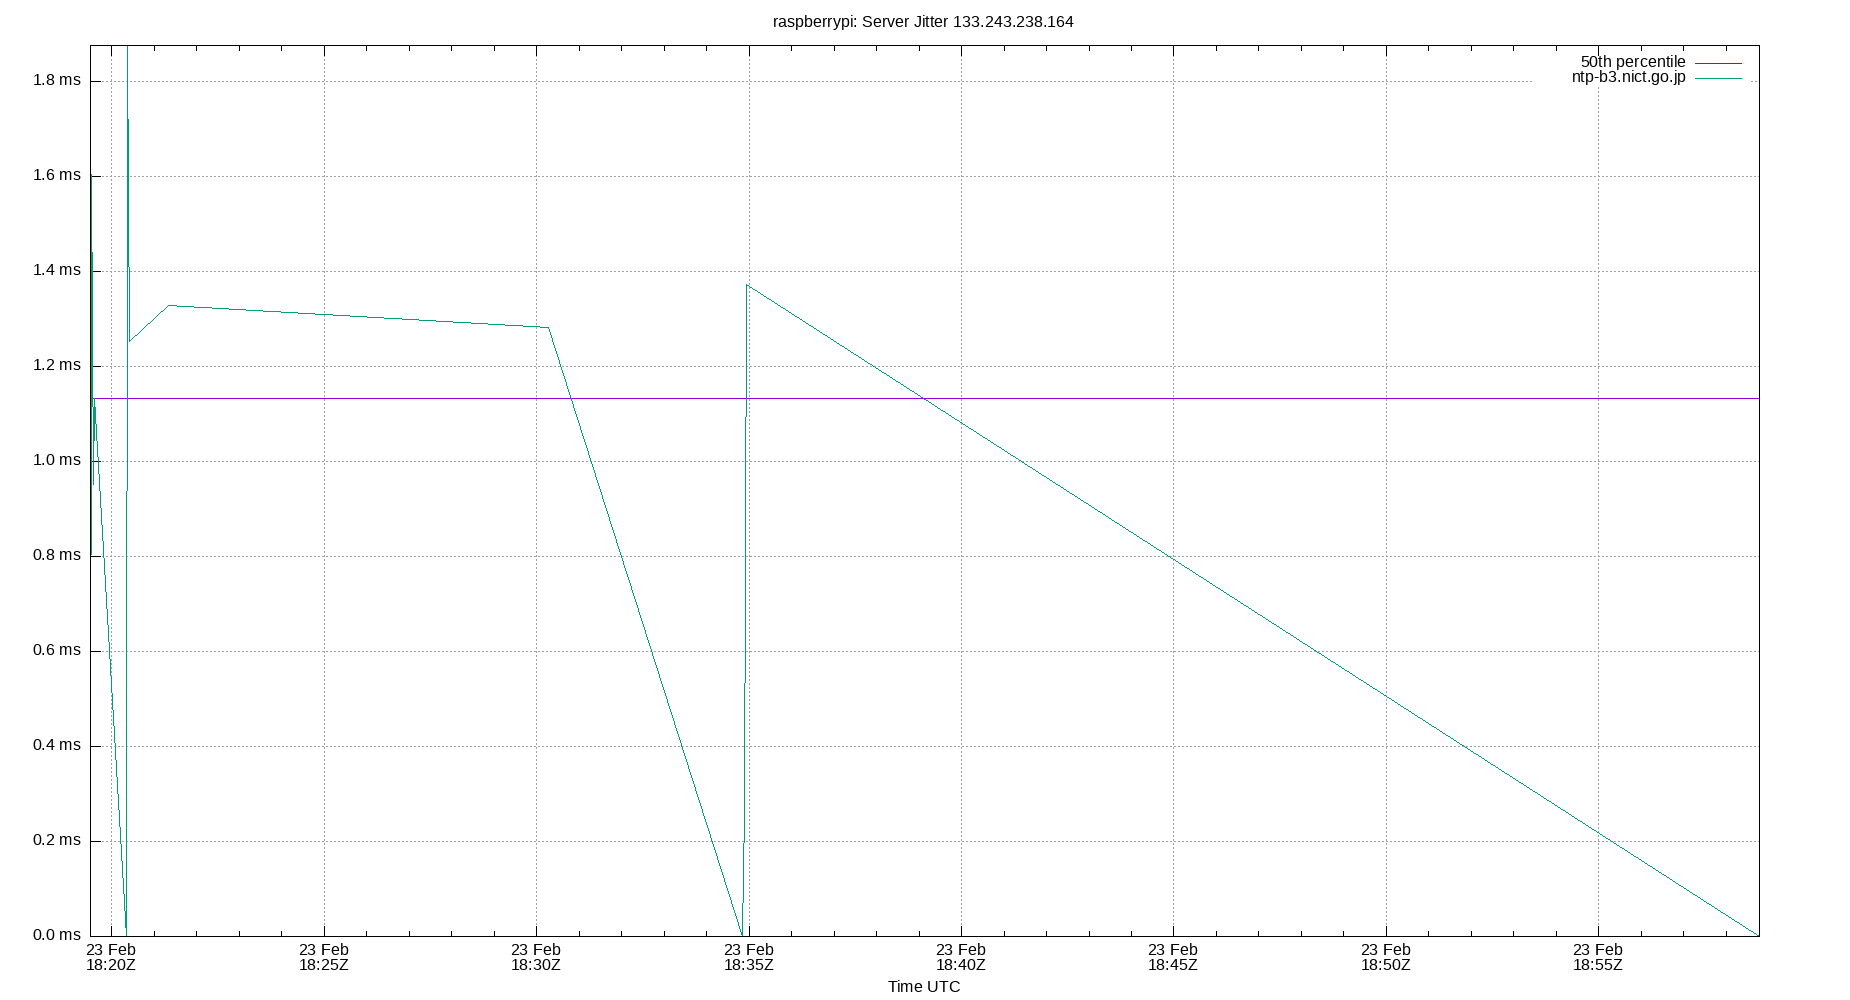 raspberrypi: Server Jitter 133.243.238.164
50th percentile
ntp-b3.nict.go.jp
1.8 ms
1.6 ms
1.4 ms
1.2 ms
1.0 ms
0.8 ms
0.6 ms
0.4 ms
0.2 ms
0.0 ms
23 Feb 23 Feb 23 Feb 23 Feb 23 Feb 23 Feb 23 Feb 23 Feb
18:20Z 18:25Z 18:30Z 18:35Z 18:40Z 18:45Z 18:50Z 18:55Z
Time UTC